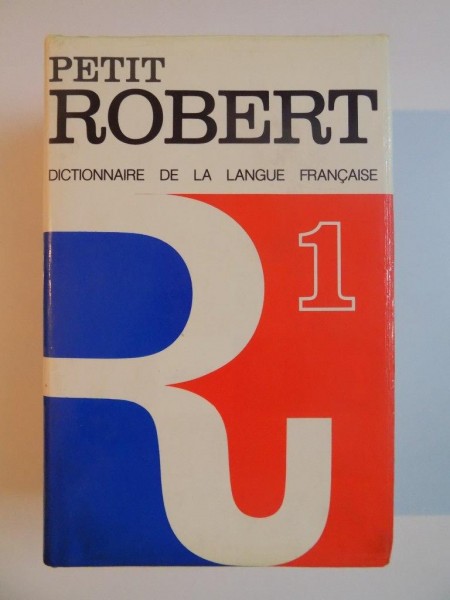 PETIT
ROBERT
DICTIONNAIRE DE LA LANGUE FRANÇAISE
R 1